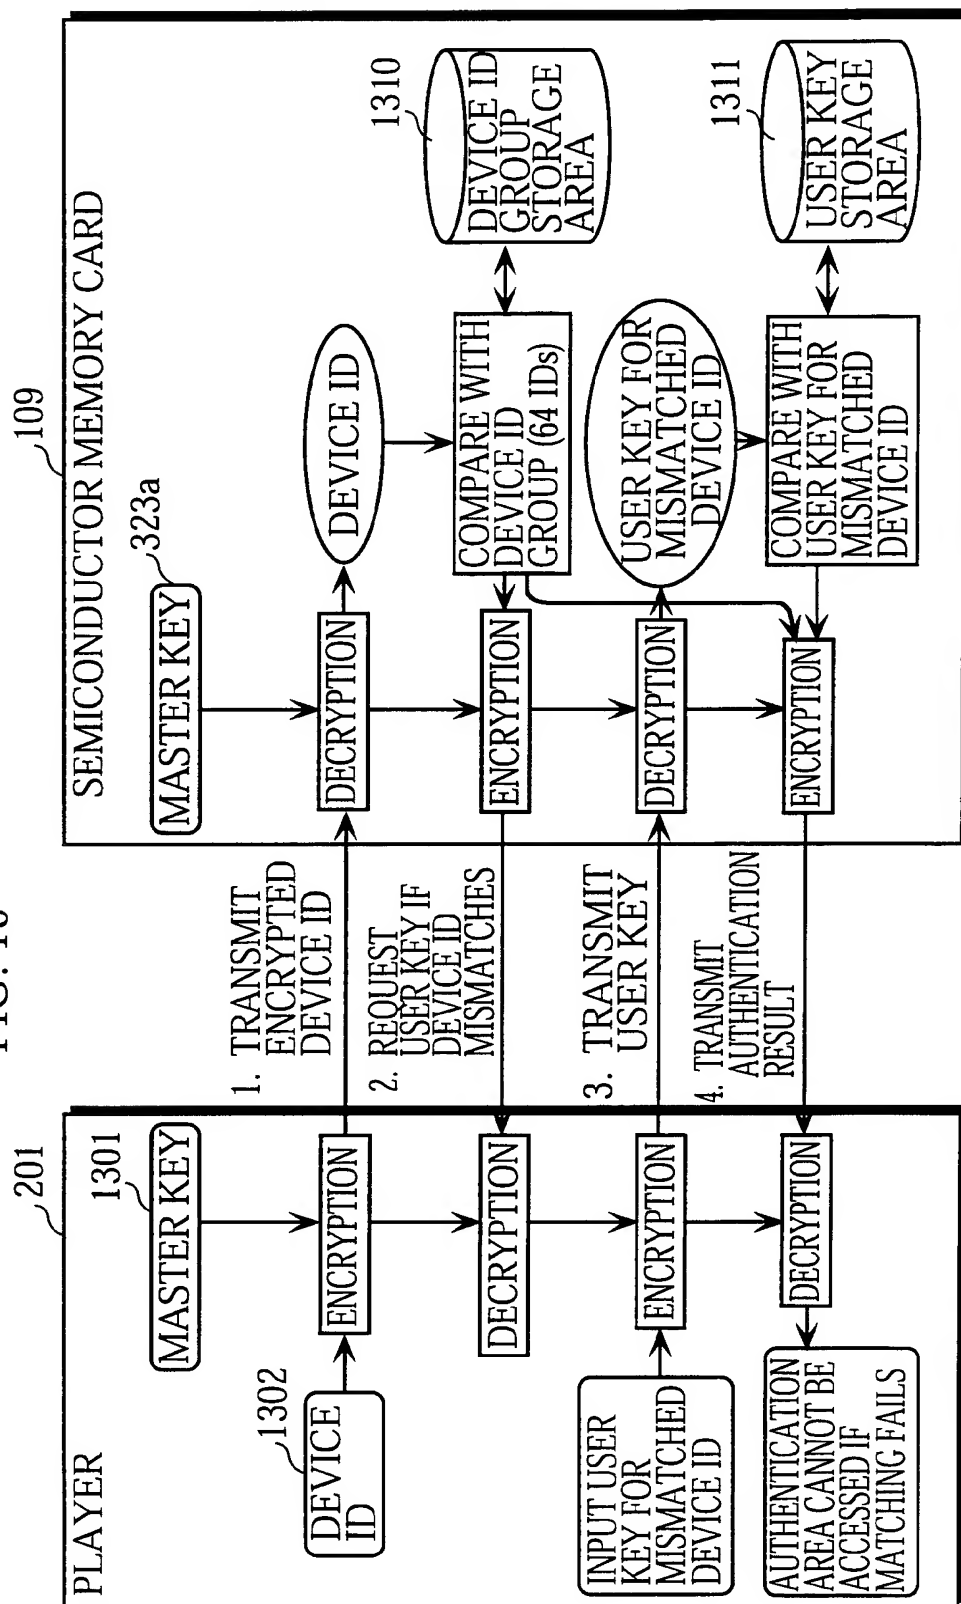 FIG. 16
PLAYER
201
MASTER KEY
1301
DEVICE
ID
1302
ENCRYPTION
DECRYPTION
INPUT USER
KEY FOR
MISMATCHED
DEVICE ID
ENCRYPTION
DECRYPTION
AUTHENTICATION
AREA CANNOT BE
ACCESSED IF
MATCHING FAILS
1. TRANSMIT
ENCRYPTED
DEVICE ID
2. REQUEST
USER KEY IF
DEVICE ID
MISMATCHES
3. TRANSMIT
USER KEY
4. TRANSMIT
AUTHENTICATION
RESULT
SEMICONDUCTOR MEMORY CARD
109
MASTER KEY
323a
DECRYPTION
DEVICE ID
ENCRYPTION
COMPARE WITH
DEVICE ID
GROUP (64 IDs)
1310
DEVICE ID
GROUP
STORAGE
AREA
DECRYPTION
USER KEY FOR
MISMATCHED
DEVICE ID
ENCRYPTION
COMPARE WITH
USER KEY FOR
MISMATCHED
DEVICE ID
1311
USER KEY
STORAGE
AREA